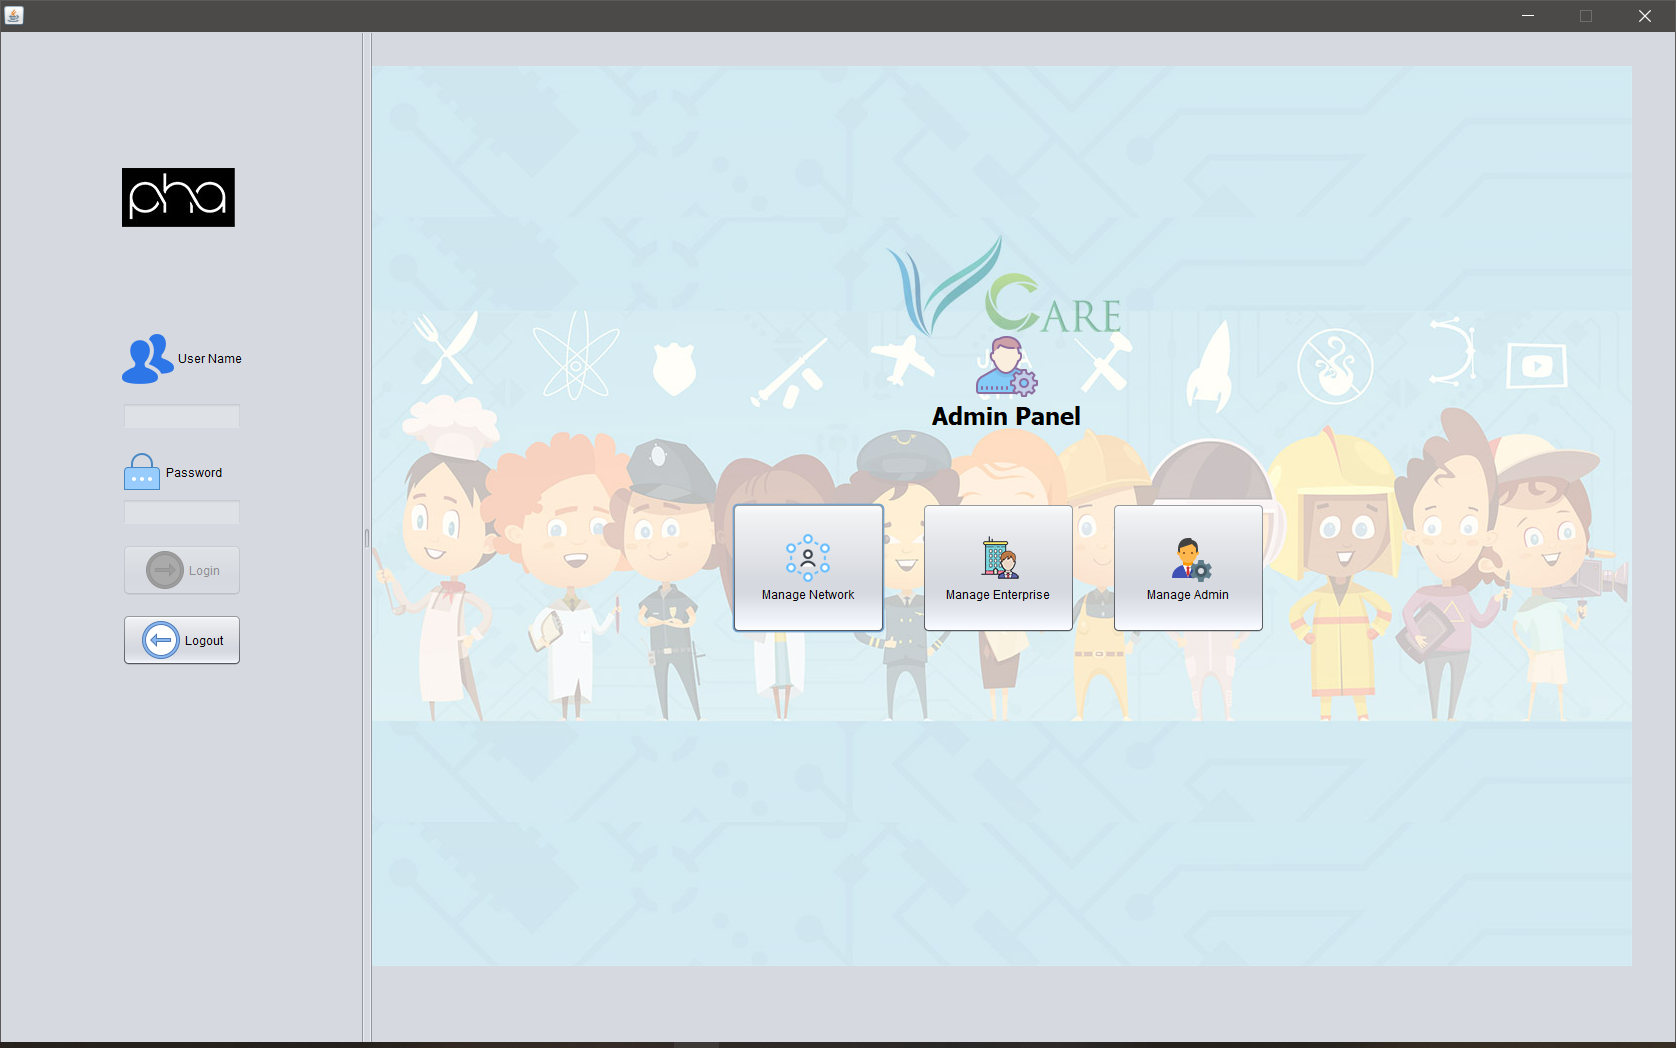 pha
User Name
Password
Login
Logout
V CARE
Admin Panel
Manage Network
Manage Enterprise
Manage Admin